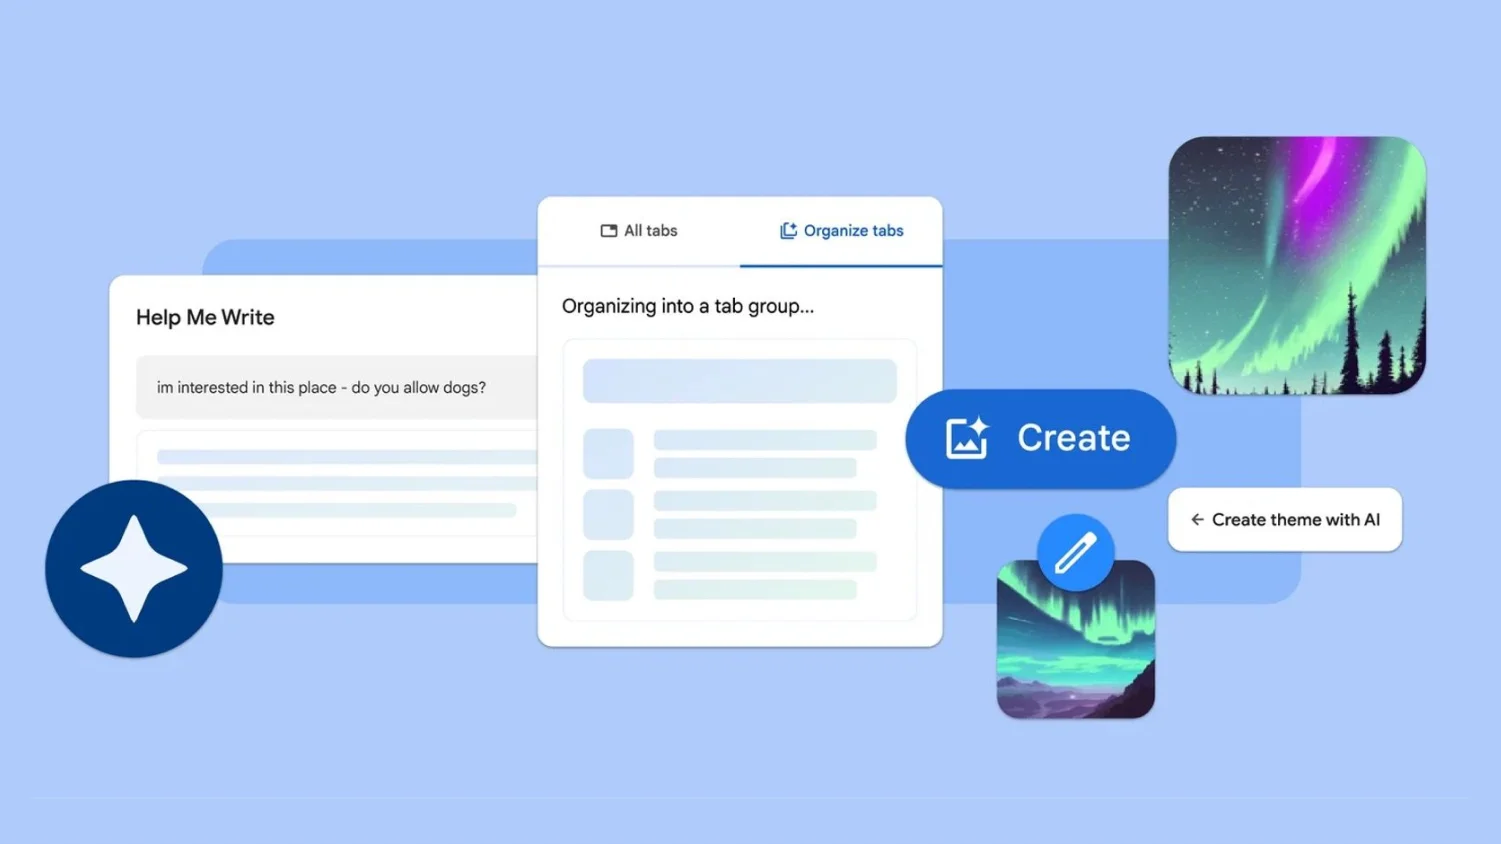 Help Me Write
im interested in this place - do you allow dogs?
All tabs
Organize tabs
Organizing into a tab group...
Create
Create theme with AI